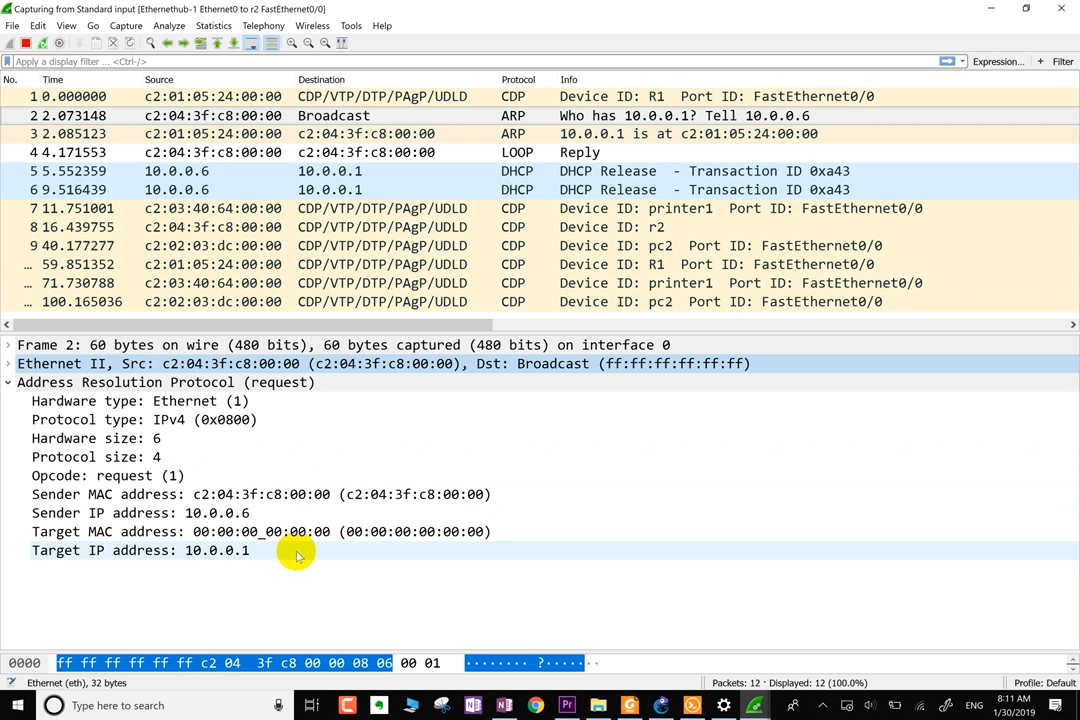 Capturing from Standard input [Ethernethub-1 Ethernet0 to r2 FastEthernet0/0]
File Edit View Go Capture Analyze Statistics Telephony Wireless Tools Help
Apply a display filter ... <Ctrl-/> Expression... + Filter
No. Time Source Destination Protocol Info
1 0.000000 c2:01:05:24:00:00 CDP/VTP/DTP/PAgP/UDLD CDP Device ID: R1 Port ID: FastEthernet0/0
2 2.073148 c2:04:3f:c8:00:00 Broadcast ARP Who has 10.0.0.1? Tell 10.0.0.6
3 2.085123 c2:01:05:24:00:00 c2:04:3f:c8:00:00 ARP 10.0.0.1 is at c2:01:05:24:00:00
4 4.171553 c2:04:3f:c8:00:00 c2:04:3f:c8:00:00 LOOP Reply
5 5.552359 10.0.0.6 10.0.0.1 DHCP DHCP Release - Transaction ID 0xa43
6 9.516439 10.0.0.6 10.0.0.1 DHCP DHCP Release - Transaction ID 0xa43
7 11.751001 c2:03:40:64:00:00 CDP/VTP/DTP/PAgP/UDLD CDP Device ID: printer1 Port ID: FastEthernet0/0
8 16.439755 c2:04:3f:c8:00:00 CDP/VTP/DTP/PAgP/UDLD CDP Device ID: r2
9 40.177277 c2:02:03:dc:00:00 CDP/VTP/DTP/PAgP/UDLD CDP Device ID: pc2 Port ID: FastEthernet0/0
... 59.851352 c2:01:05:24:00:00 CDP/VTP/DTP/PAgP/UDLD CDP Device ID: R1 Port ID: FastEthernet0/0
... 71.730788 c2:03:40:64:00:00 CDP/VTP/DTP/PAgP/UDLD CDP Device ID: printer1 Port ID: FastEthernet0/0
... 100.165036 c2:02:03:dc:00:00 CDP/VTP/DTP/PAgP/UDLD CDP Device ID: pc2 Port ID: FastEthernet0/0
Frame 2: 60 bytes on wire (480 bits), 60 bytes captured (480 bits) on interface 0
Ethernet II, Src: c2:04:3f:c8:00:00 (c2:04:3f:c8:00:00), Dst: Broadcast (ff:ff:ff:ff:ff:ff)
Address Resolution Protocol (request)
Hardware type: Ethernet (1)
Protocol type: IPv4 (0x0800)
Hardware size: 6
Protocol size: 4
Opcode: request (1)
Sender MAC address: c2:04:3f:c8:00:00 (c2:04:3f:c8:00:00)
Sender IP address: 10.0.0.6
Target MAC address: 00:00:00_00:00:00 (00:00:00:00:00:00)
Target IP address: 10.0.0.1
0000 ff ff ff ff ff ff c2 04 3f c8 00 00 08 06 00 01 ········ ?·····​··
Ethernet (eth), 32 bytes Packets: 12 · Displayed: 12 (100.0%) Profile: Default
Type here to search ENG 8:11 AM
1/30/2019